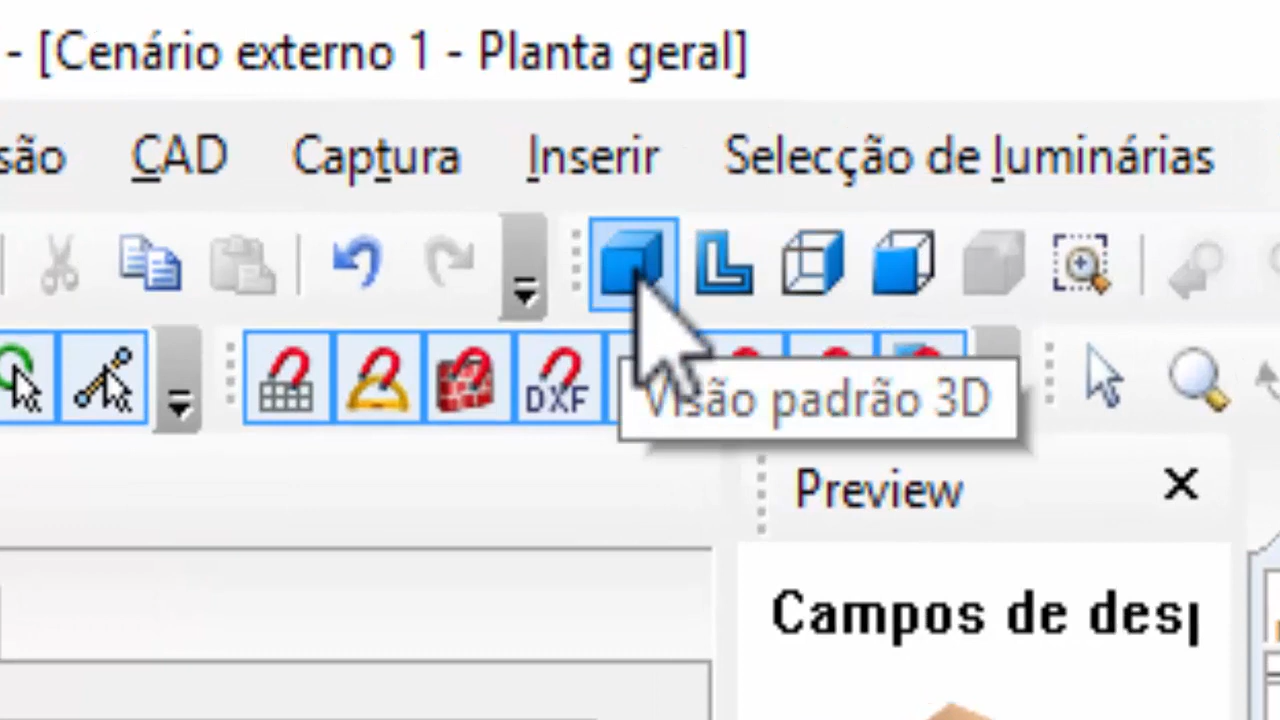 - [Cenário externo 1 - Planta geral]
são CAD Captura Inserir Selecção de luminárias
DXF
Visão padrão 3D
Preview
Campos de